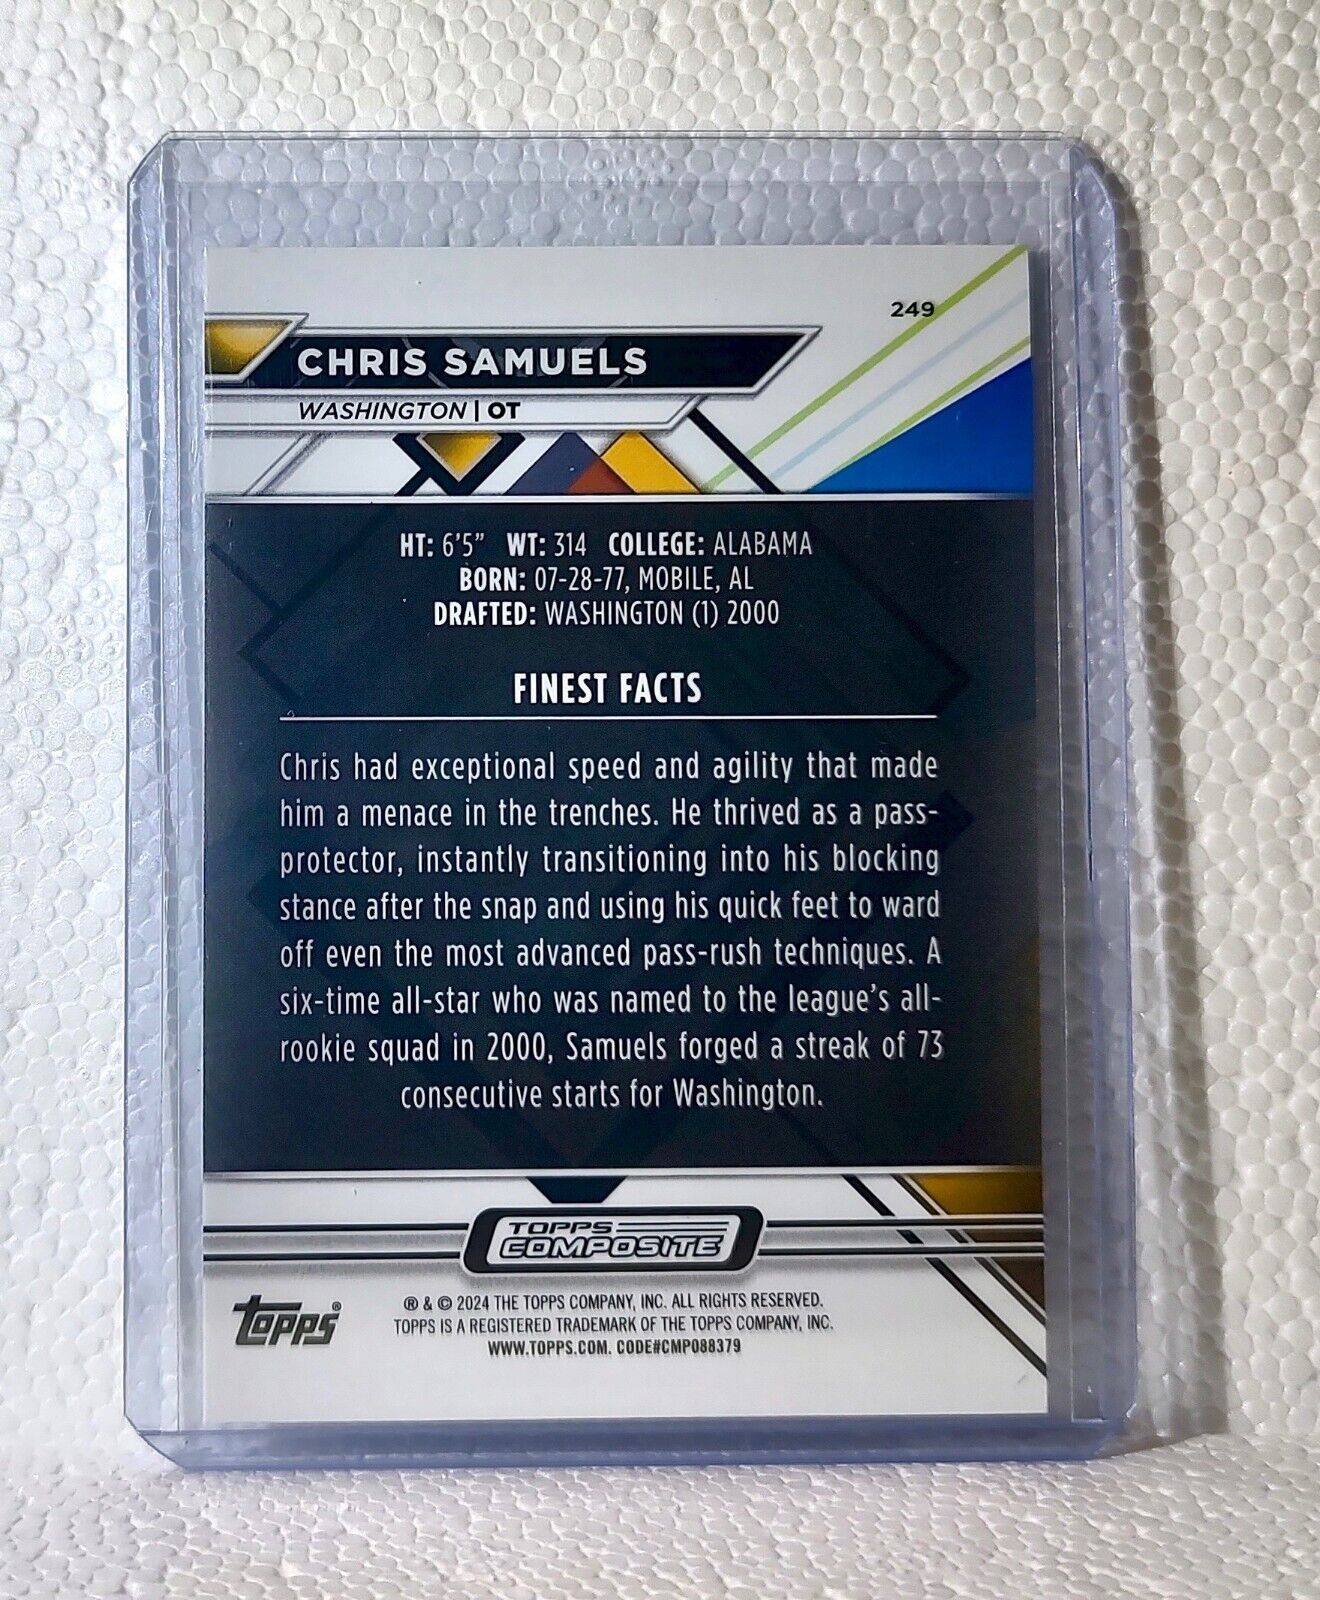 249
CHRIS SAMUELS
WASHINGTON | OT
HT: 6'5" WT: 314 COLLEGE: ALABAMA
BORN: 07-28-77, MOBILE, AL
DRAFTED: WASHINGTON (1) 2000
FINEST FACTS
Chris had exceptional speed and agility that made
him a menace in the trenches. He thrived as a pass-
protector, instantly transitioning into his blocking
stance after the snap and using his quick feet to ward
off even the most advanced pass-rush techniques. A
six-time all-star who was named to the league's all-
rookie squad in 2000, Samuels forged a streak of 73
consecutive starts for Washington.
TOPPS
COMPOSITE
TOPPS®
® & © 2024 THE TOPPS COMPANY, INC. ALL RIGHTS RESERVED.
TOPPS IS A REGISTERED TRADEMARK OF THE TOPPS COMPANY, INC.
WWW.TOPPS.COM. CODE#CMP088379